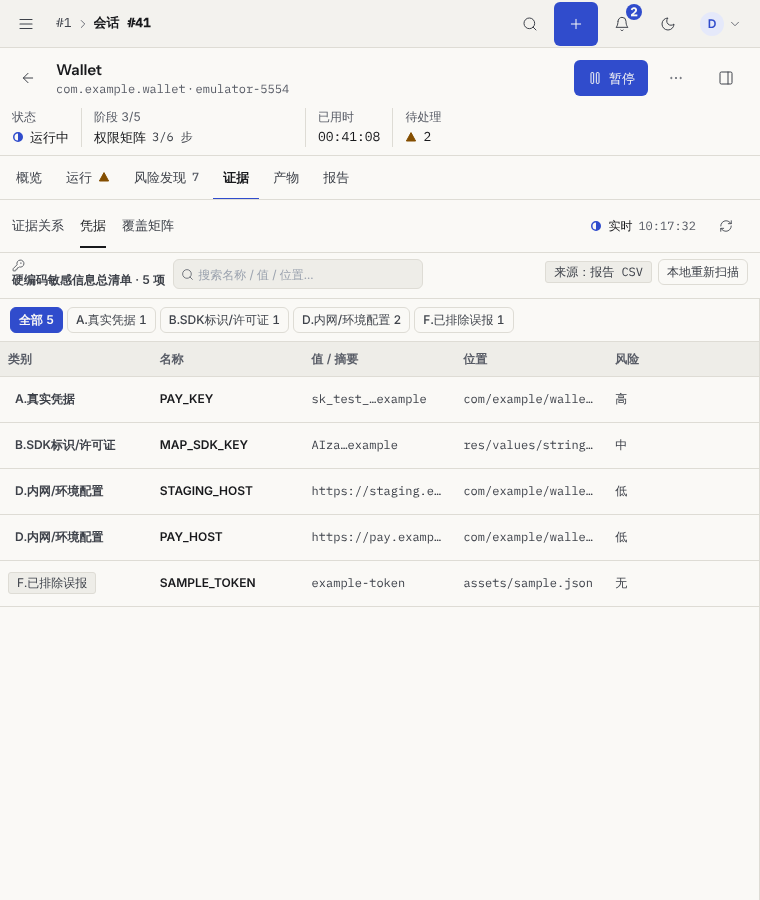 #1 会话 #41 2 D
Wallet
com.example.wallet · emulator-5554
暂停
状态 阶段 3/5 已用时 待处理
运行中 权限矩阵 3/6 步 00:41:08 2
概览 运行 风险发现 7 证据 产物 报告
证据关系 凭据 覆盖矩阵 实时 10:17:32
硬编码敏感信息总清单 · 5 项 搜索名称 / 值 / 位置… 来源：报告 CSV 本地重新扫描
全部 5 A.真实凭据 1 B.SDK标识/许可证 1 D.内网/环境配置 2 F.已排除误报 1
类别 名称 值 / 摘要 位置 风险
A.真实凭据 PAY_KEY sk_test_…example com/example/walle… 高
B.SDK标识/许可证 MAP_SDK_KEY AIza…example res/values/string… 中
D.内网/环境配置 STAGING_HOST https://staging.e… com/example/walle… 低
D.内网/环境配置 PAY_HOST https://pay.examp… com/example/walle… 低
F.已排除误报 SAMPLE_TOKEN example-token assets/sample.json 无